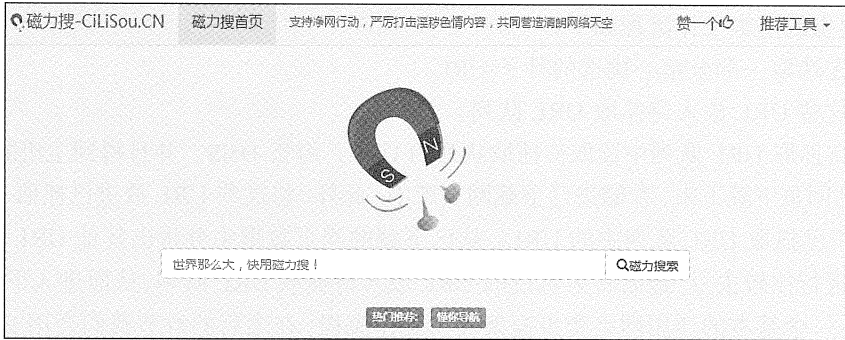 磁力搜-CiLiSou.CN 磁力搜首页 支持净网行动，严厉打击淫秽色情内容，共同营造清朗网络天空 赞一个 推荐工具
N
S
世界那么大，快用磁力搜！ 磁力搜索
热门推荐: 懂你导航